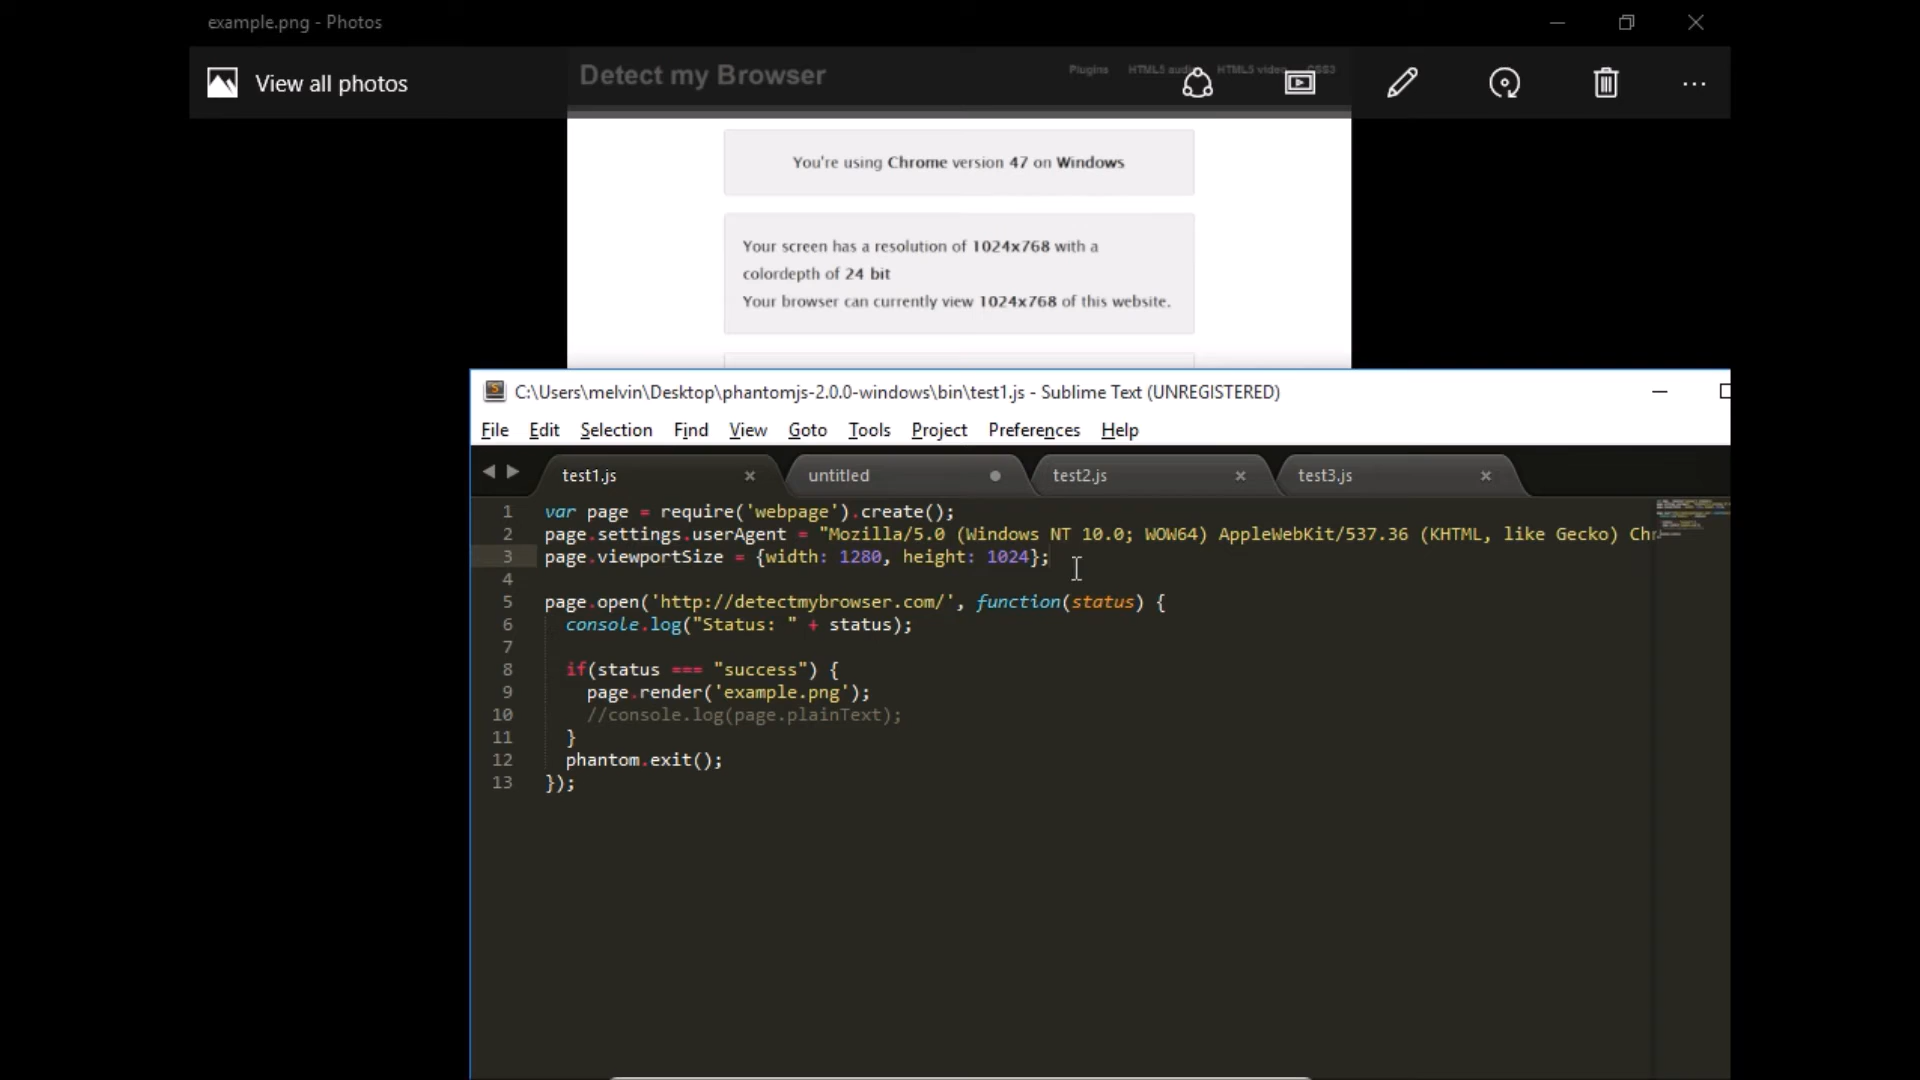 example.png - Photos
View all photos
Detect my Browser
Plugins HTML5 audio HTML5 video CSS3
You're using Chrome version 47 on Windows
Your screen has a resolution of 1024x768 with a
colordepth of 24 bit
Your browser can currently view 1024x768 of this website.
C:\Users\melvin\Desktop\phantomjs-2.0.0-windows\bin\test1.js - Sublime Text (UNREGISTERED)
File Edit Selection Find View Goto Tools Project Preferences Help
test1.js untitled test2.js test3.js
1 var page = require('webpage').create();
2 page.settings.userAgent = "Mozilla/5.0 (Windows NT 10.0; WOW64) AppleWebKit/537.36 (KHTML, like Gecko) Chr
3 page.viewportSize = {width: 1280, height: 1024};
4
5 page.open('http://detectmybrowser.com/', function(status) {
6 console.log("Status: " + status);
7
8 if(status === "success") {
9 page.render('example.png');
10 //console.log(page.plainText);
11 }
12 phantom.exit();
13 });